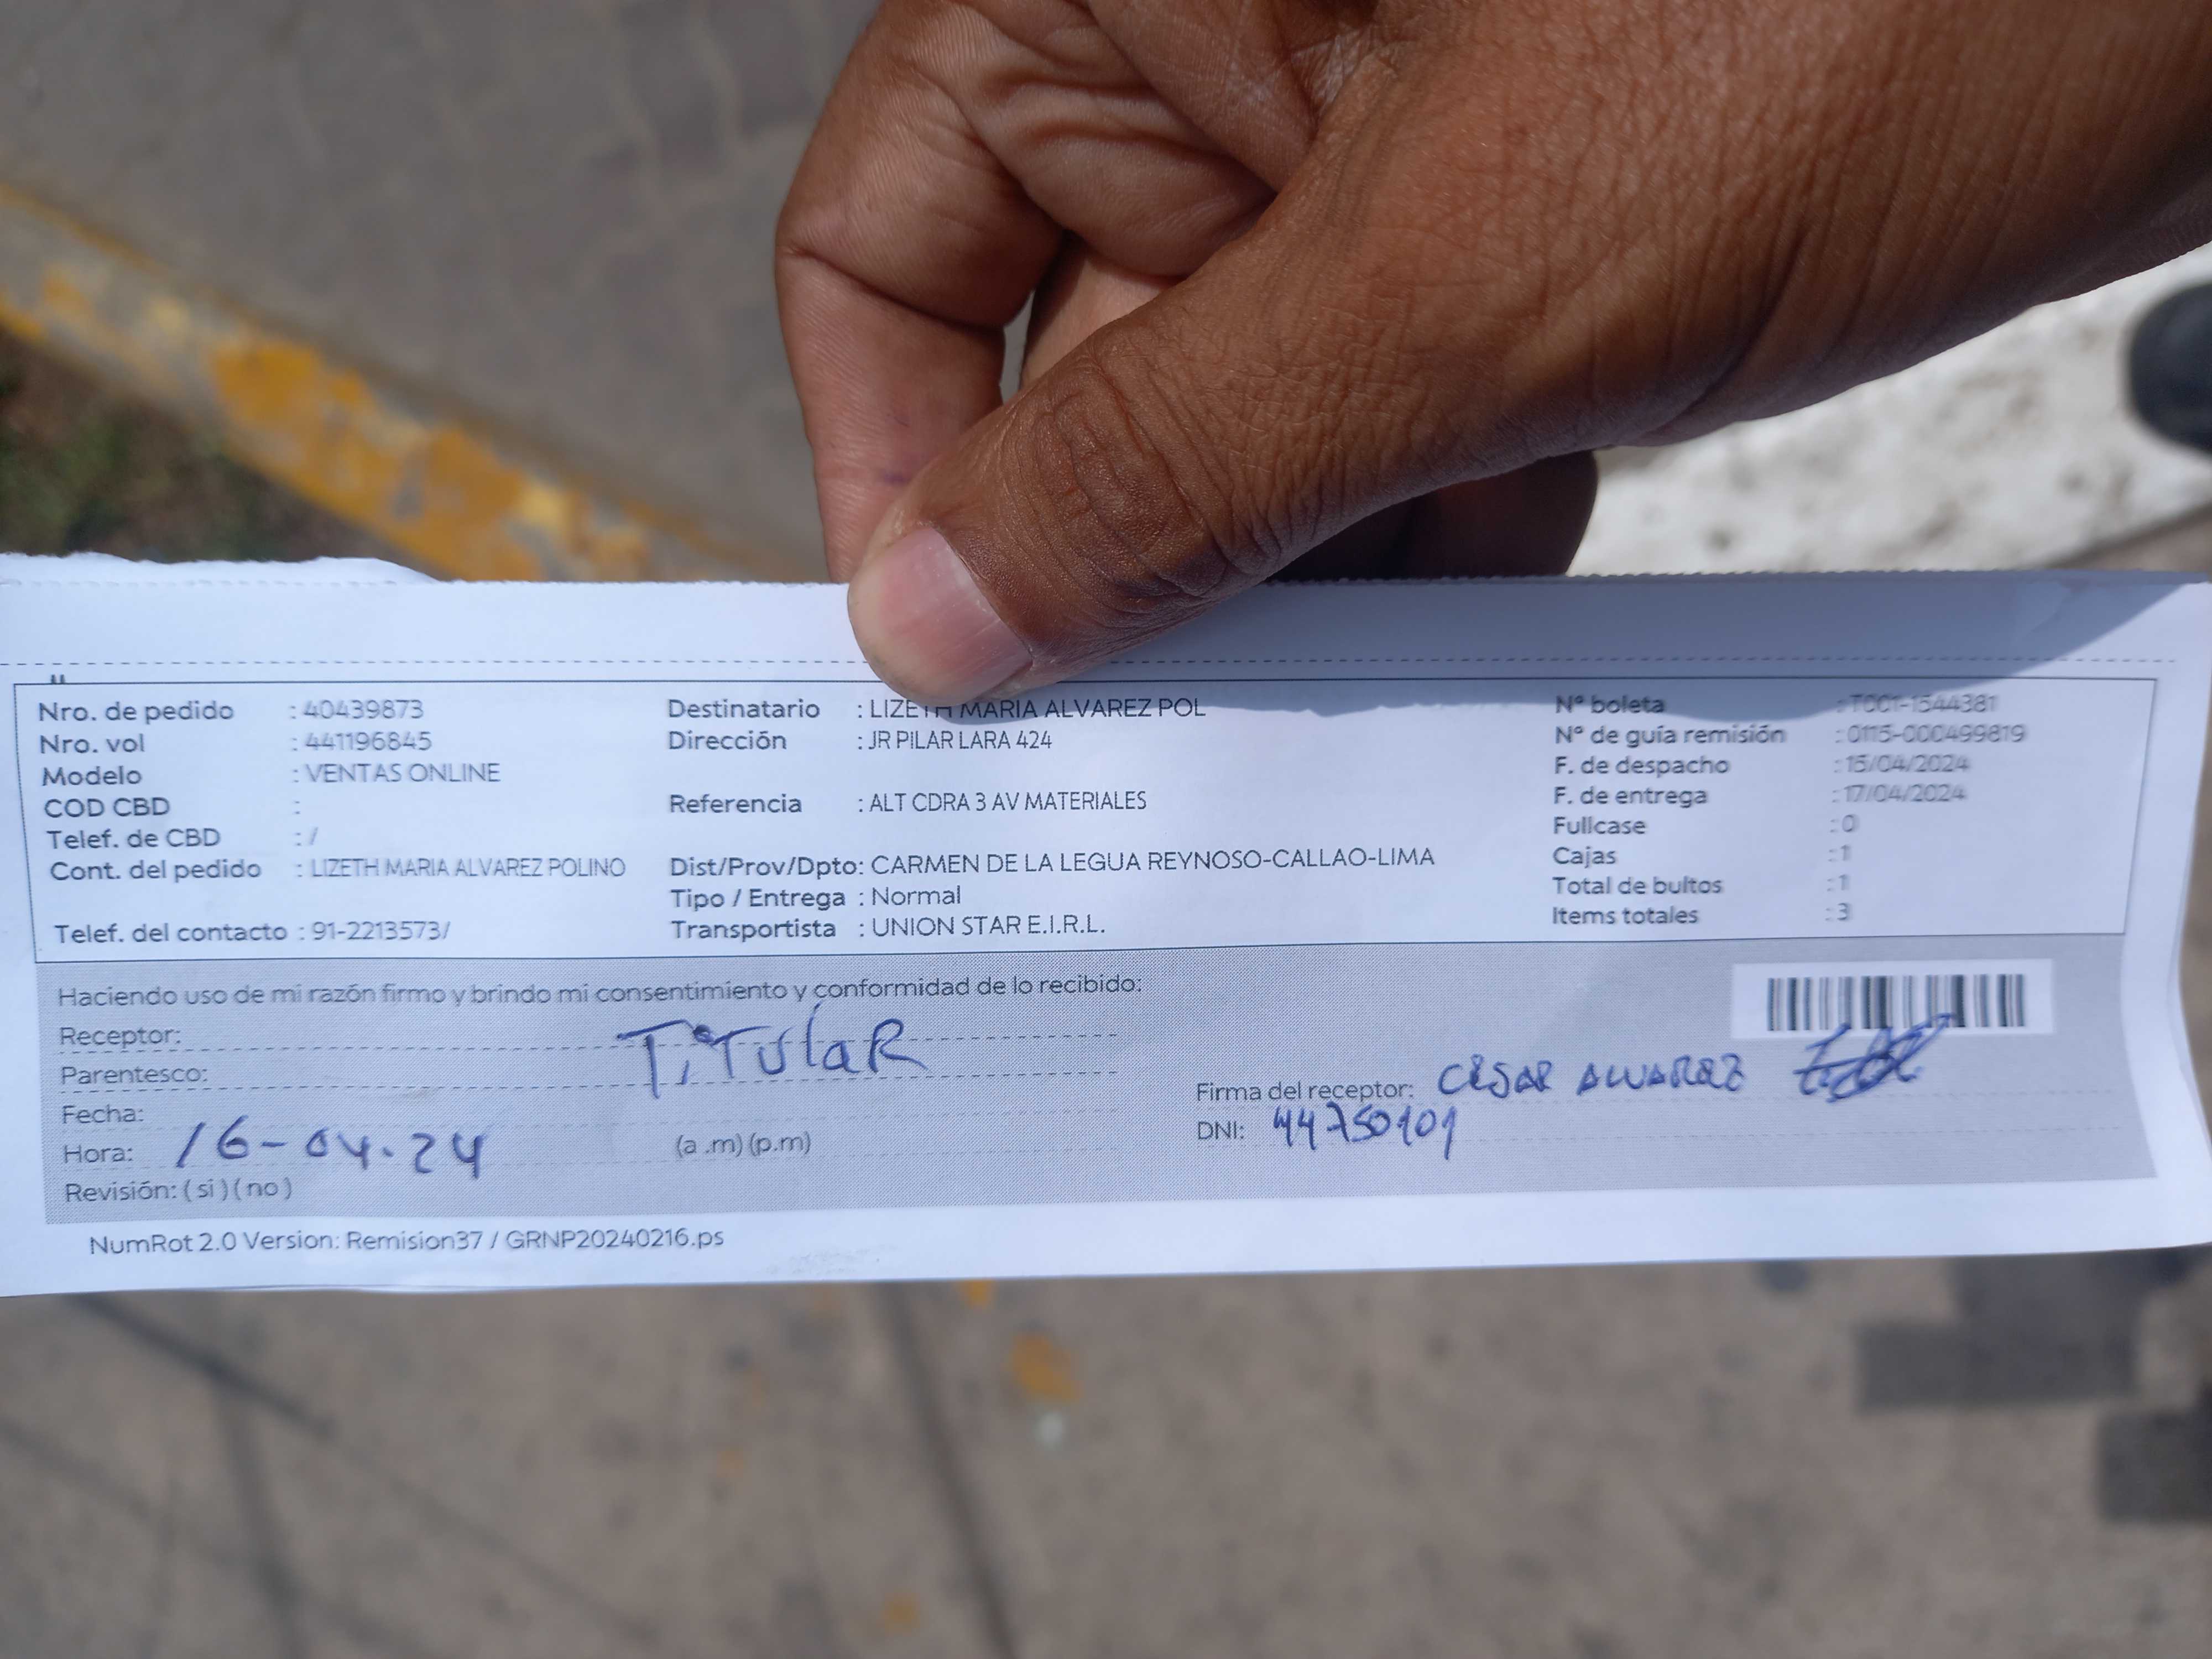 Nro. de pedido : 40439873
Nro. vol : 441196845
Modelo : VENTAS ONLINE
COD CBD :
Telef. de CBD : /
Cont. del pedido : LIZETH MARIA ALVAREZ POLINO
Telef. del contacto : 91-2213573/
Destinatario : LIZETH MARIA ALVAREZ POL
Dirección : JR PILAR LARA 424
Referencia : ALT CDRA 3 AV MATERIALES
Dist/Prov/Dpto: CARMEN DE LA LEGUA REYNOSO-CALLAO-LIMA
Tipo / Entrega : Normal
Transportista : UNION STAR E.I.R.L.
Nº boleta : T001-1544381
Nº de guía remisión : 0115-000499819
F. de despacho : 15/04/2024
F. de entrega : 17/04/2024
Fullcase : 0
Cajas : 1
Total de bultos : 1
Items totales : 3
Haciendo uso de mi razón firmo y brindo mi consentimiento y conformidad de lo recibido:
Receptor:
TiTulaR
Parentesco:
Fecha:
Hora: 16-04.24 (a .m) (p.m)
Revisión: ( si ) ( no )
Firma del receptor: CESAR ALVAREZ
DNI: 44750101
NumRot 2.0 Version: Remision37 / GRNP20240216.ps